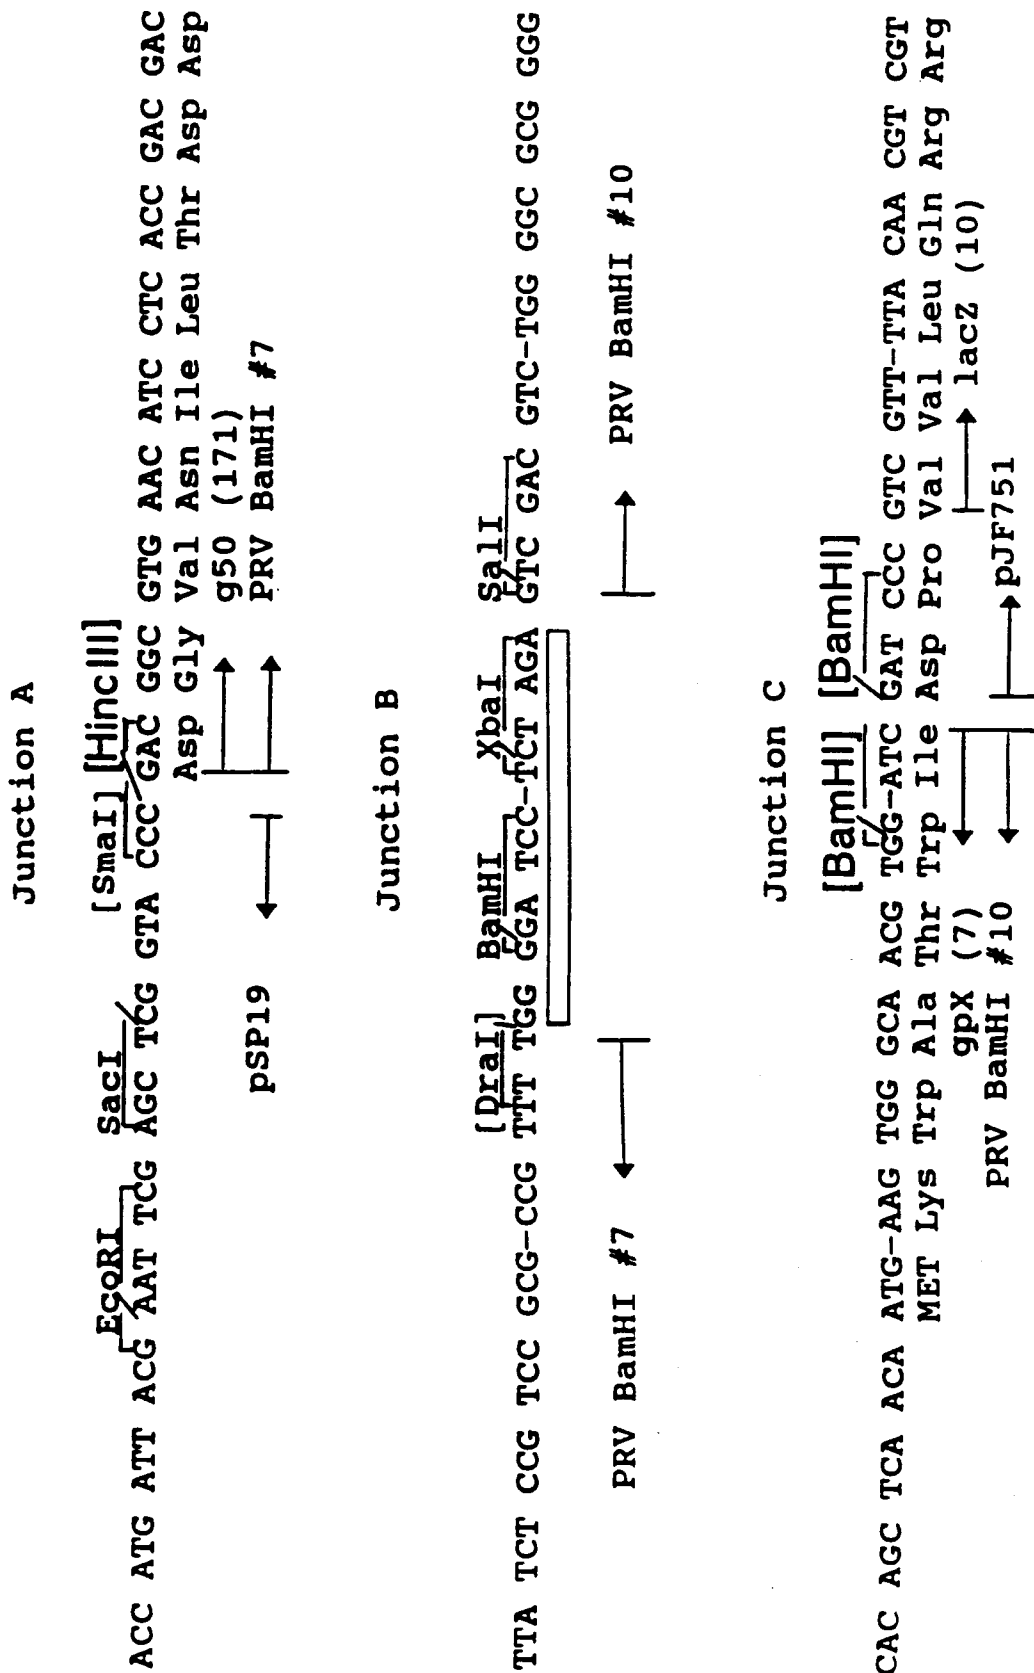 Junction A
EcoRI SacI [SmaI] [HincIII]
ACC ATG ATT ACG AAT TCG AGC TCG GTA CCC GAC GGC GTG AAC ATC CTC ACC GAC GAC
Asp Gly Val Asn Ile Leu Thr Asp Asp
g50 (171)
pSP19 PRV BamHI #7
Junction B
[DraI] BamHI XbaI SalI
TTA TCT CCG TCC GCG-CCG TTT TGG GGA TCC-TCT AGA GTC GAC GTC-TGG GGC GCG GGG
PRV BamHI #7 PRV BamHI #10
Junction C
[BamHI] [BamHI]
CAC AGC TCA ACA ATG-AAG TGG GCA ACG TGG-ATC GAT CCC GTC GTT-TTA CAA CGT CGT
MET Lys Trp Ala Thr Trp Ile Asp Pro Val Val Leu Gln Arg Arg
gpX (7) lacZ (10)
PRV BamHI #10 pJF751